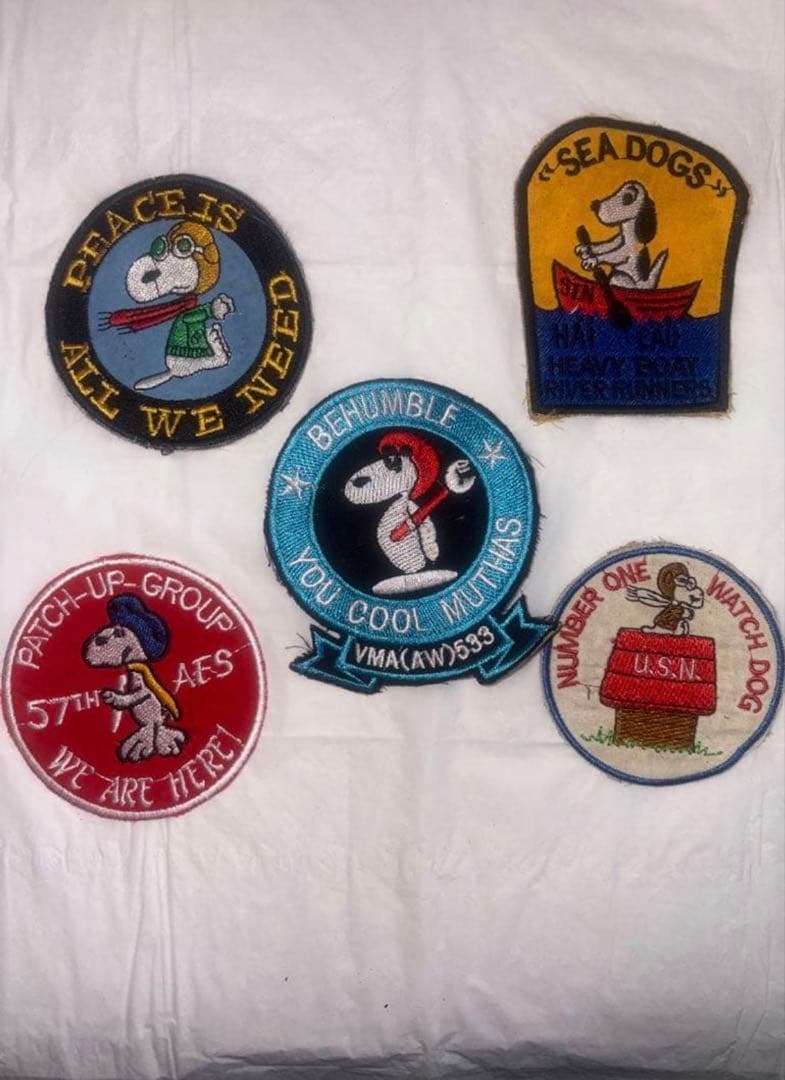 PEACE IS
ALL WE NEED
"SEA DOGS"
HAI CAU
HEAVY BOAT
RIVER RUNNERS
BEHUMBLE
YOU COOL MUTHAS
VMA(AW)533
PATCH-UP-GROUP
57TH AES
WE ARE HERE!
NUMBER ONE WATCH DOG
U.S.N.